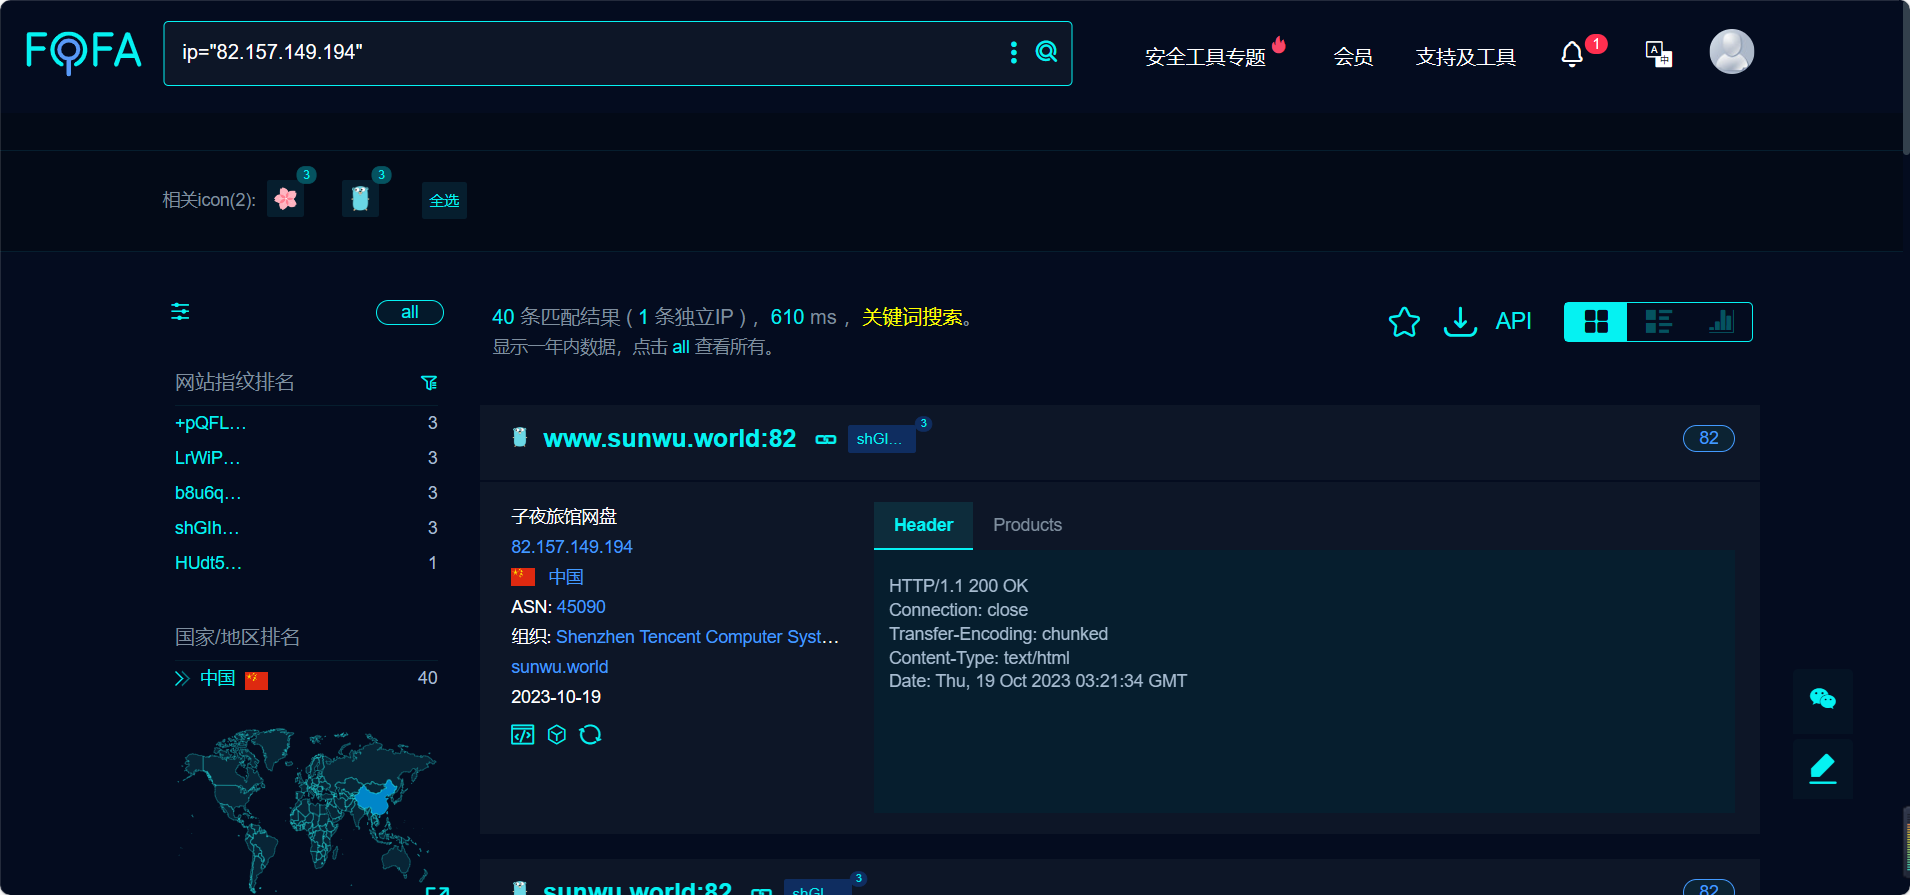 FOFA
ip="82.157.149.194"
安全工具专题
会员
支持及工具
1
相关icon(2):
3
3
全选
all
40 条匹配结果 ( 1 条独立IP ) ，610 ms ，关键词搜索。
显示一年内数据，点击 all 查看所有。
API
网站指纹排名
+pQFL... 3
LrWiP... 3
b8u6q... 3
shGlh... 3
HUdt5... 1
国家/地区排名
中国 40
www.sunwu.world:82
shGl...
3
82
子夜旅馆网盘
82.157.149.194
中国
ASN: 45090
组织: Shenzhen Tencent Computer Syst...
sunwu.world
2023-10-19
Header
Products
HTTP/1.1 200 OK
Connection: close
Transfer-Encoding: chunked
Content-Type: text/html
Date: Thu, 19 Oct 2023 03:21:34 GMT
sunwu.world:82
shGl...
3
82